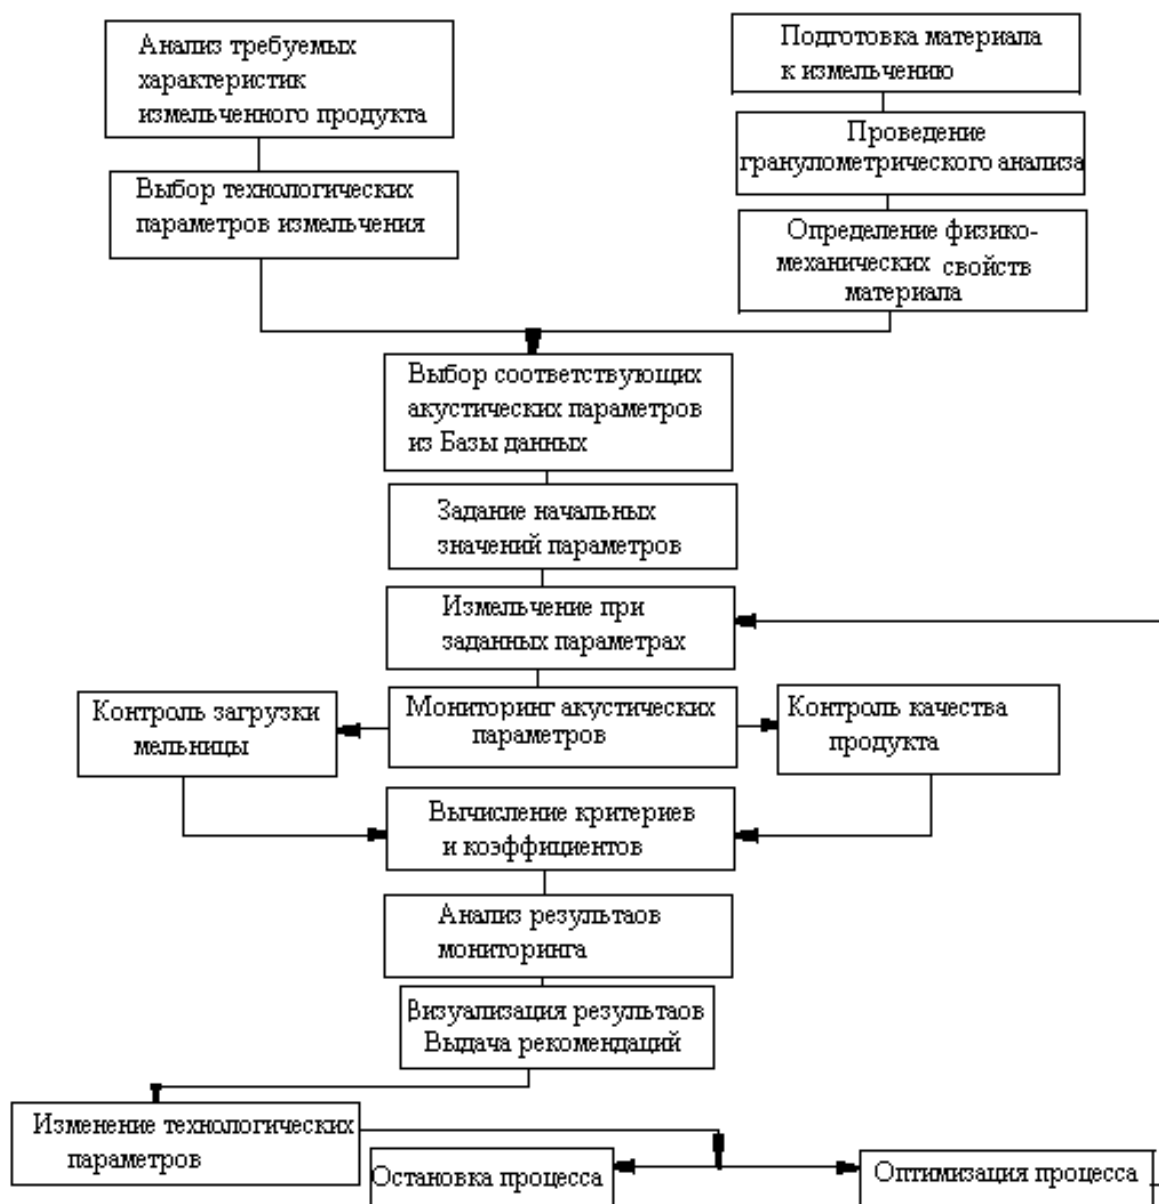 Анализ требуемых
характеристик
измельченного продукта
Выбор технологических
параметров измельчения
Подготовка материала
к измельчению
Проведение
гранулометрического анализа
Определение физико-
механических свойств
материала
Выбор соответствующих
акустических параметров
из Базы данных
Задание начальных
значений параметров
Измельчение при
заданных параметрах
Контроль загрузки
мельницы
Мониторинг акустических
параметров
Контроль качества
продукта
Вычисление критериев
и коэффициентов
Анализ результаов
мониторинга
Визуализация результаов
Выдача рекомендаций
Изменение технологических
параметров
Остановка процесса
Оптимизация процесса